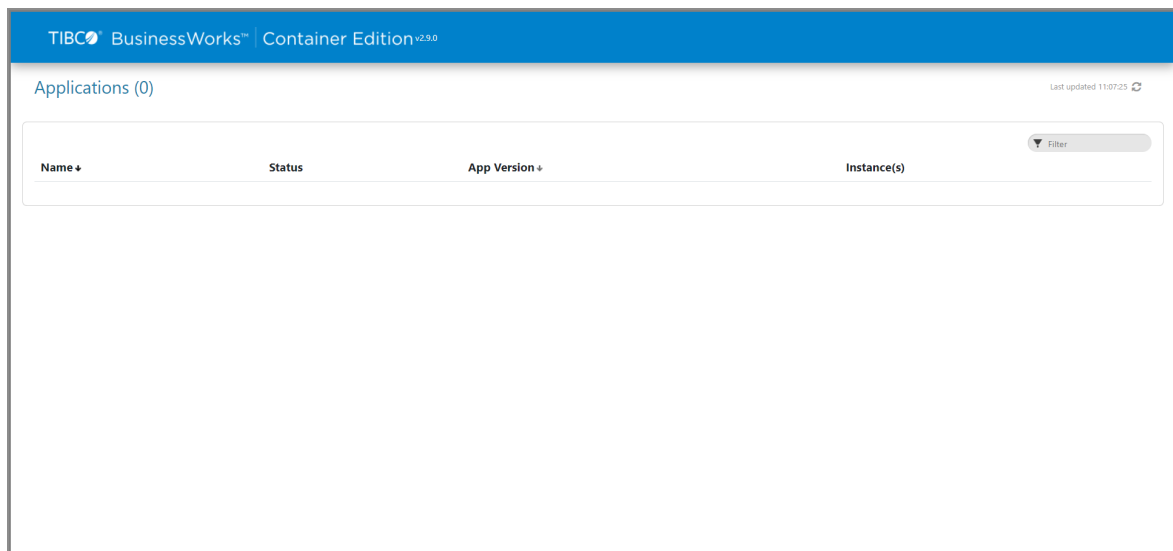 TIBCO® BusinessWorks™ Container Edition v2.9.0
Applications (0)
Last updated 11:07:25
Filter
Name Status App Version Instance(s)